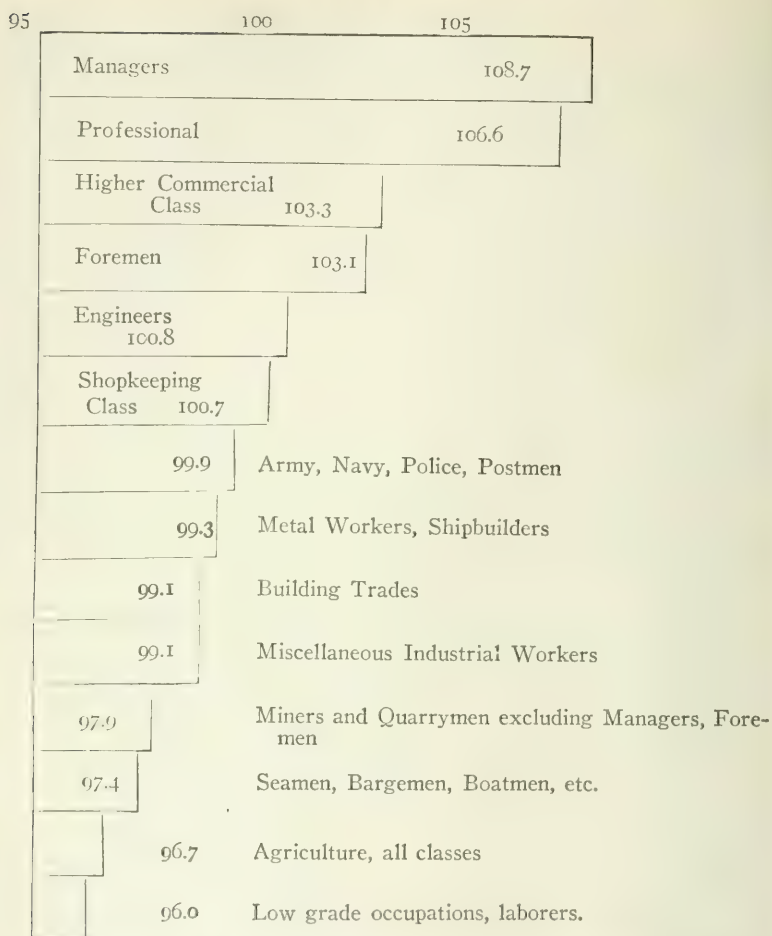 95 100 105
Managers 108.7
Professional 106.6
Higher Commercial
Class 103.3
Foremen 103.1
Engineers
100.8
Shopkeeping
Class 100.7
99.9 Army, Navy, Police, Postmen
99.3 Metal Workers, Shipbuilders
99.1 Building Trades
99.1 Miscellaneous Industrial Workers
97.9 Miners and Quarrymen excluding Managers, Fore-
men
97.4 Seamen, Bargemen, Boatmen, etc.
96.7 Agriculture, all classes
96.0 Low grade occupations, laborers.